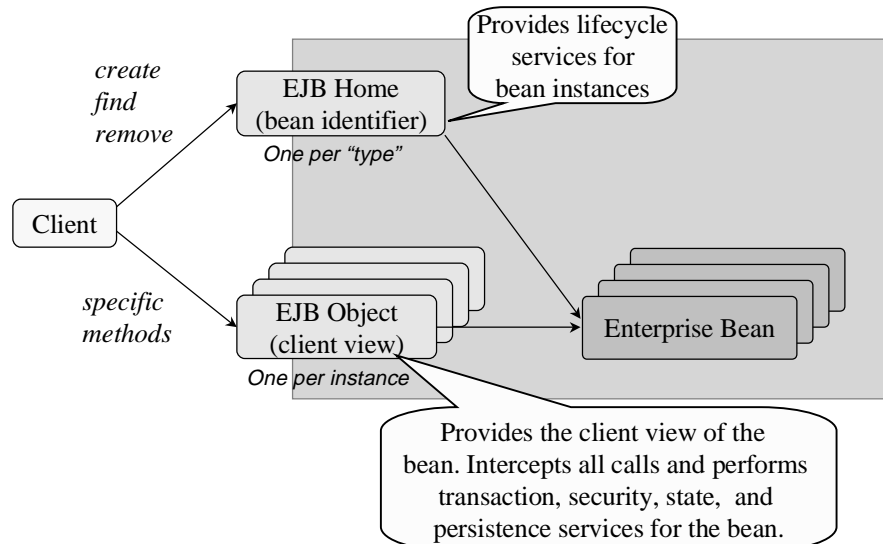 Provides lifecycle
services for
bean instances
create
find
remove
EJB Home
(bean identifier)
One per “type”
Client
specific
methods
EJB Object
(client view)
One per instance
Enterprise Bean
Provides the client view of the
bean. Intercepts all calls and performs
transaction, security, state, and
persistence services for the bean.